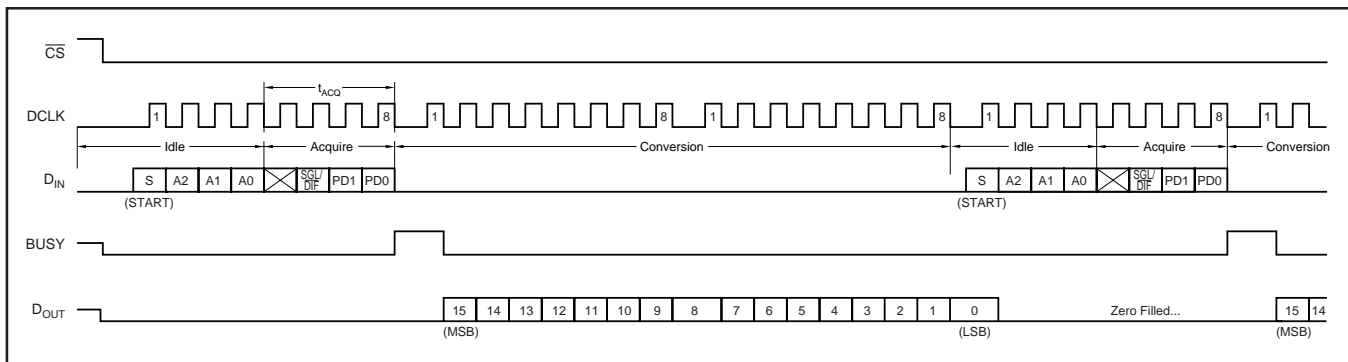 CS
tACQ
DCLK 1 8 1 8 1 8 1 8 1
Idle Acquire Conversion Idle Acquire Conversion
DIN S A2 A1 A0 SGL/DIF PD1 PD0 S A2 A1 A0 SGL/DIF PD1 PD0
(START) (START)
BUSY
DOUT 15 14 13 12 11 10 9 8 7 6 5 4 3 2 1 0 Zero Filled... 15 14
(MSB) (LSB) (MSB)